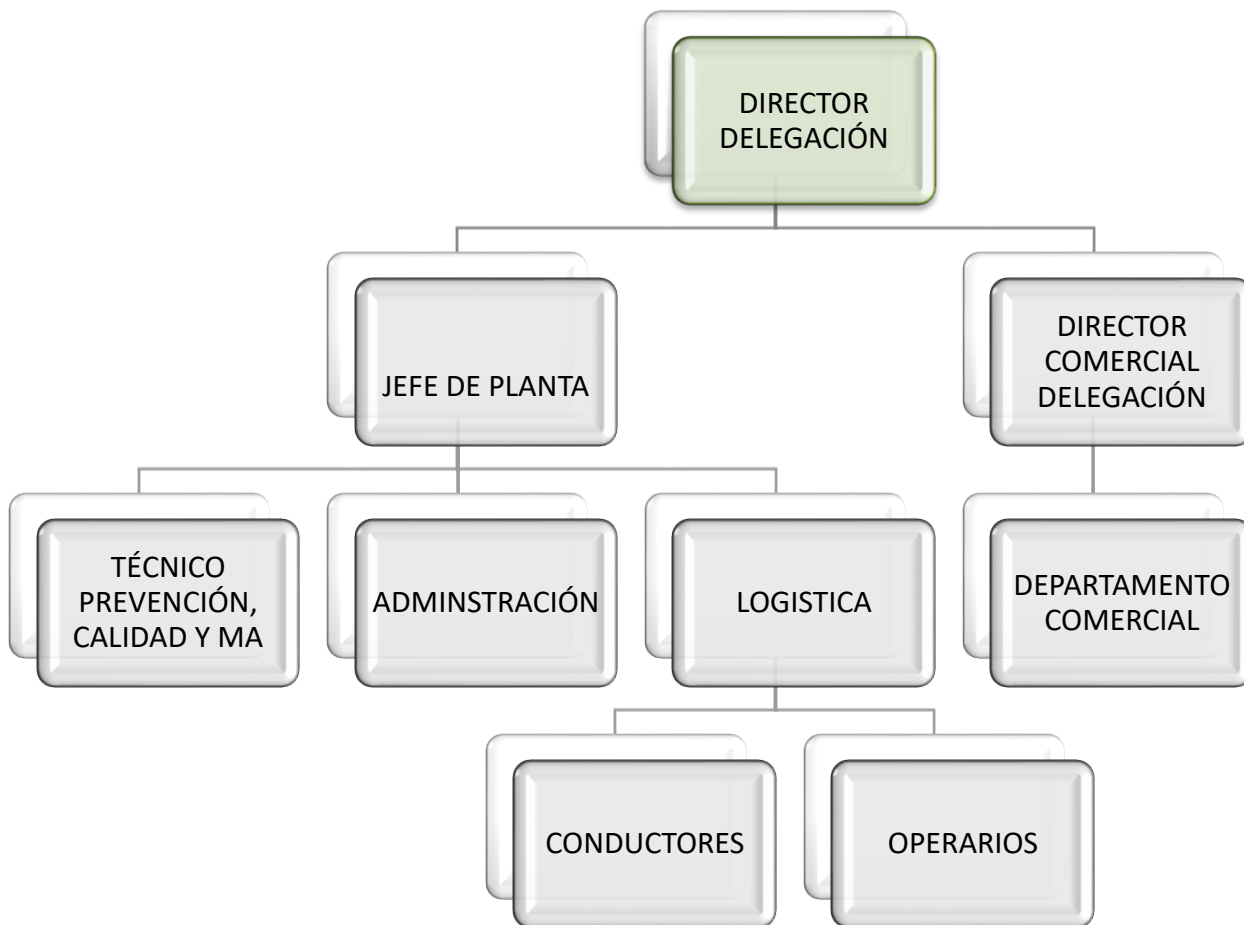 DIRECTOR
DELEGACIÓN
JEFE DE PLANTA
DIRECTOR
COMERCIAL
DELEGACIÓN
TÉCNICO
PREVENCIÓN,
CALIDAD Y MA
ADMINSTRACIÓN
LOGISTICA
DEPARTAMENTO
COMERCIAL
CONDUCTORES
OPERARIOS